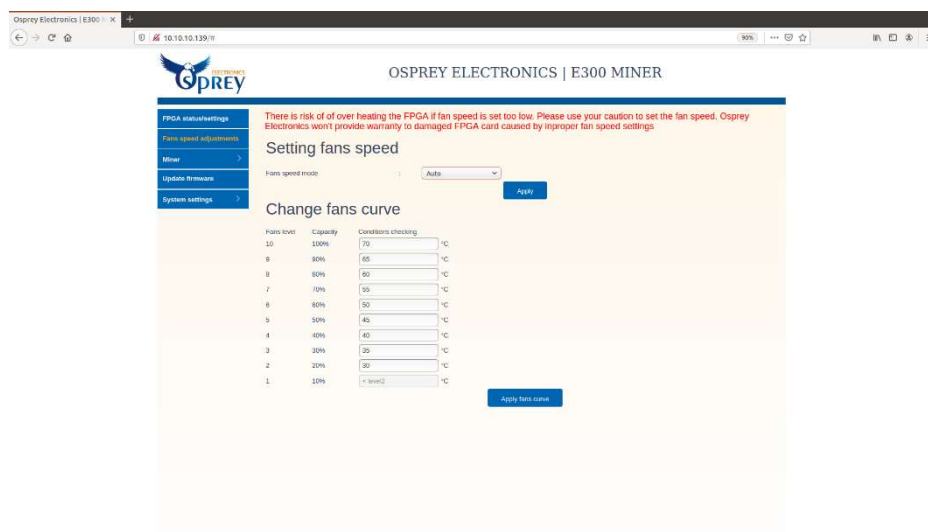 Osprey Electronics | E300
10.10.10.139/#
90%
ELECTRONICS
OSPREY
OSPREY ELECTRONICS | E300 MINER
FPGA status/settings
Fans speed adjustments
Miner
Update firmware
System settings
There is risk of of over heating the FPGA if fan speed is set too low. Please use your caution to set the fan speed. Osprey
Electronics won't provide warranty to damaged FPGA card caused by inproper fan speed settings
Setting fans speed
Fans speed mode : Auto
Apply
Change fans curve
Fans level Capacity Conditions checking
10 100% 70 °C
9 90% 65 °C
8 80% 60 °C
7 70% 55 °C
6 60% 50 °C
5 50% 45 °C
4 40% 40 °C
3 30% 35 °C
2 20% 30 °C
1 10% < level2 °C
Apply fans curve